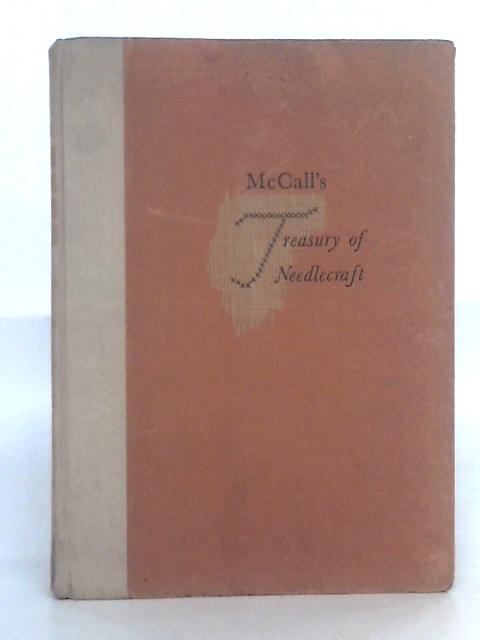 McCall's
Treasury of
Needlecraft